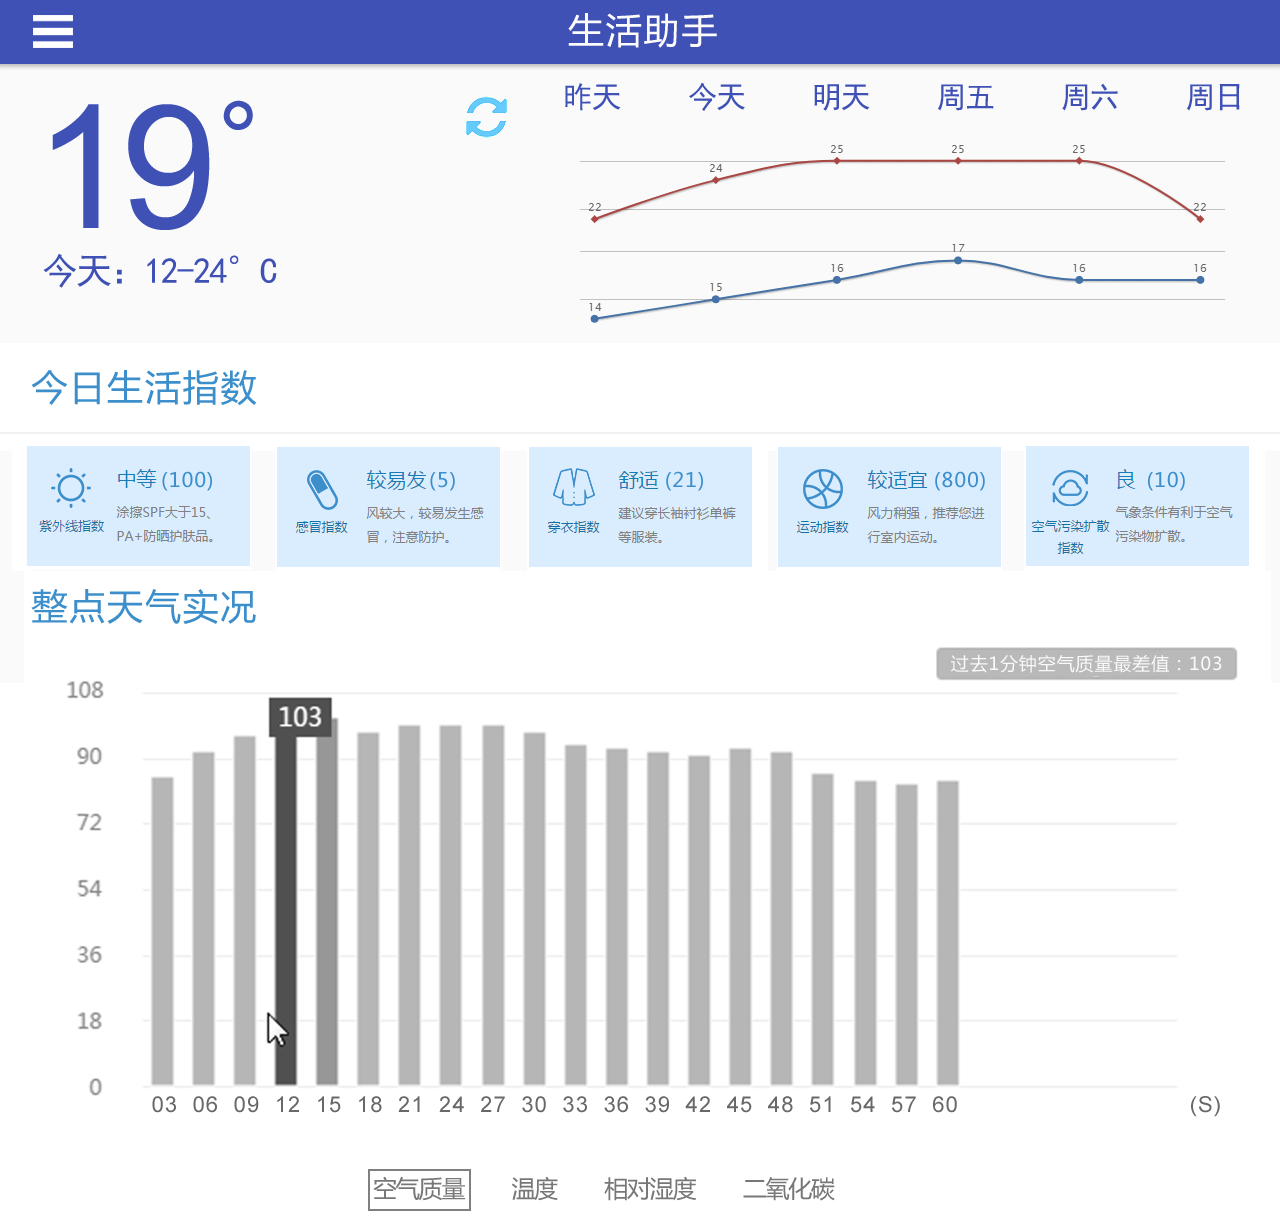 生活助手
19°
今天：12-24°C
昨天 今天 明天 周五 周六 周日
22 24 25 25 25 22
14 15 16 17 16 16
今日生活指数
紫外线指数
中等 (100)
涂擦SPF大于15、
PA+防晒护肤品。
感冒指数
较易发 (5)
风较大，较易发生感
冒，注意防护。
穿衣指数
舒适 (21)
建议穿长袖衬衫单裤
等服装。
运动指数
较适宜 (800)
风力稍强，推荐您进
行室内运动。
空气污染扩散
指数
良 (10)
气象条件有利于空气
污染物扩散。
整点天气实况
过去1分钟空气质量最差值：103
108
90
72
54
36
18
0
103
03 06 09 12 15 18 21 24 27 30 33 36 39 42 45 48 51 54 57 60 (S)
空气质量 温度 相对湿度 二氧化碳